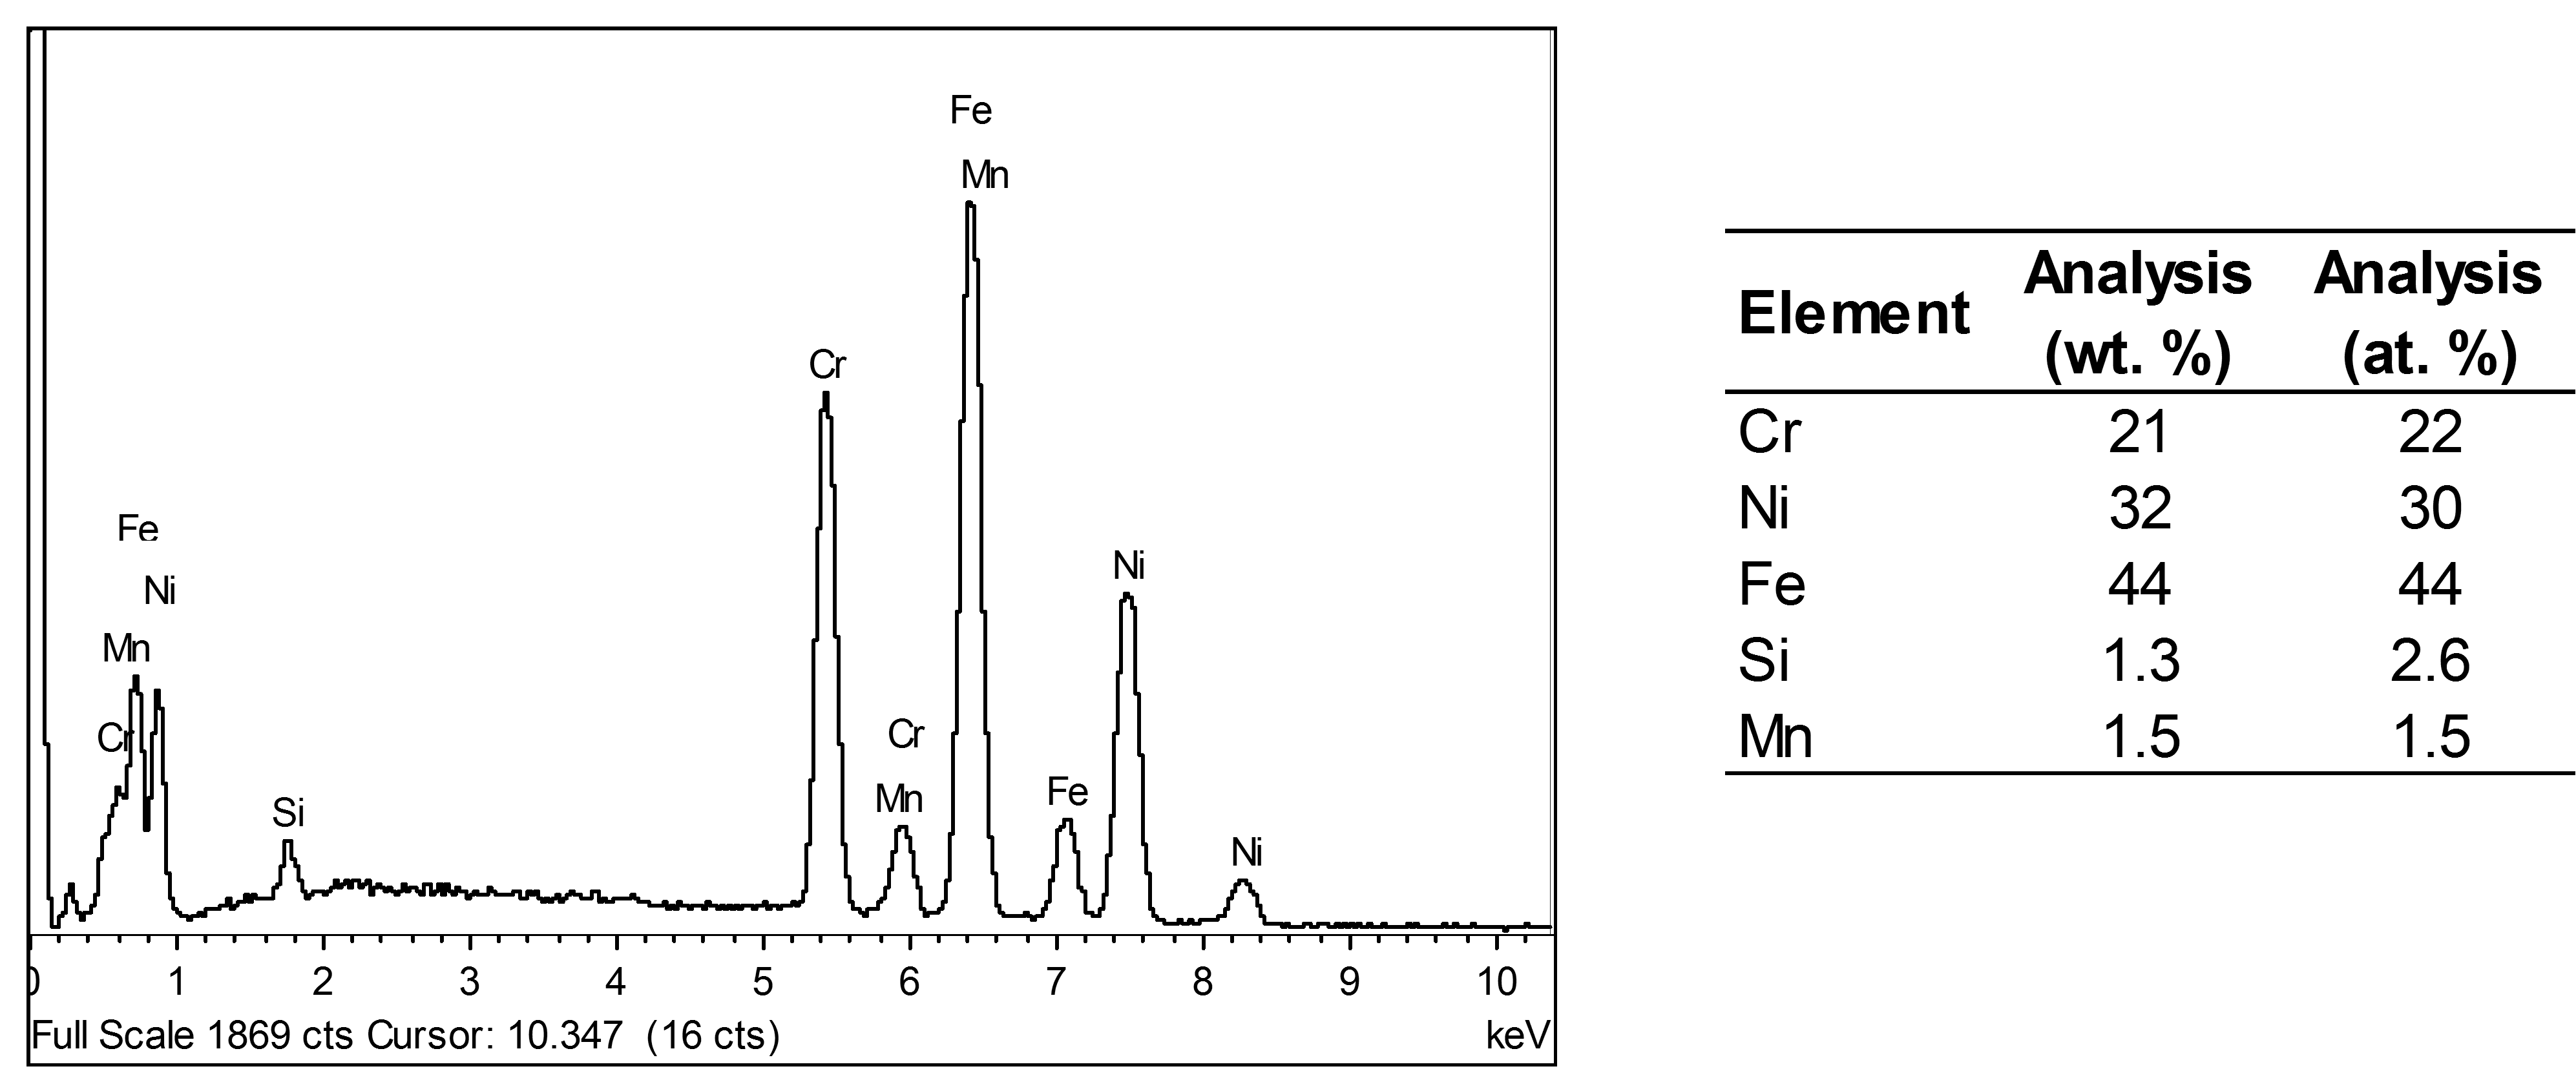 Fe
Mn
Cr
Fe
Ni
Ni
Mn
Cr
Cr
Mn
Fe
Si
Ni
0 1 2 3 4 5 6 7 8 9 10
Full Scale 1869 cts Cursor: 10.347 (16 cts) keV
Element Analysis (wt. %) Analysis (at. %)
Cr 21 22
Ni 32 30
Fe 44 44
Si 1.3 2.6
Mn 1.5 1.5